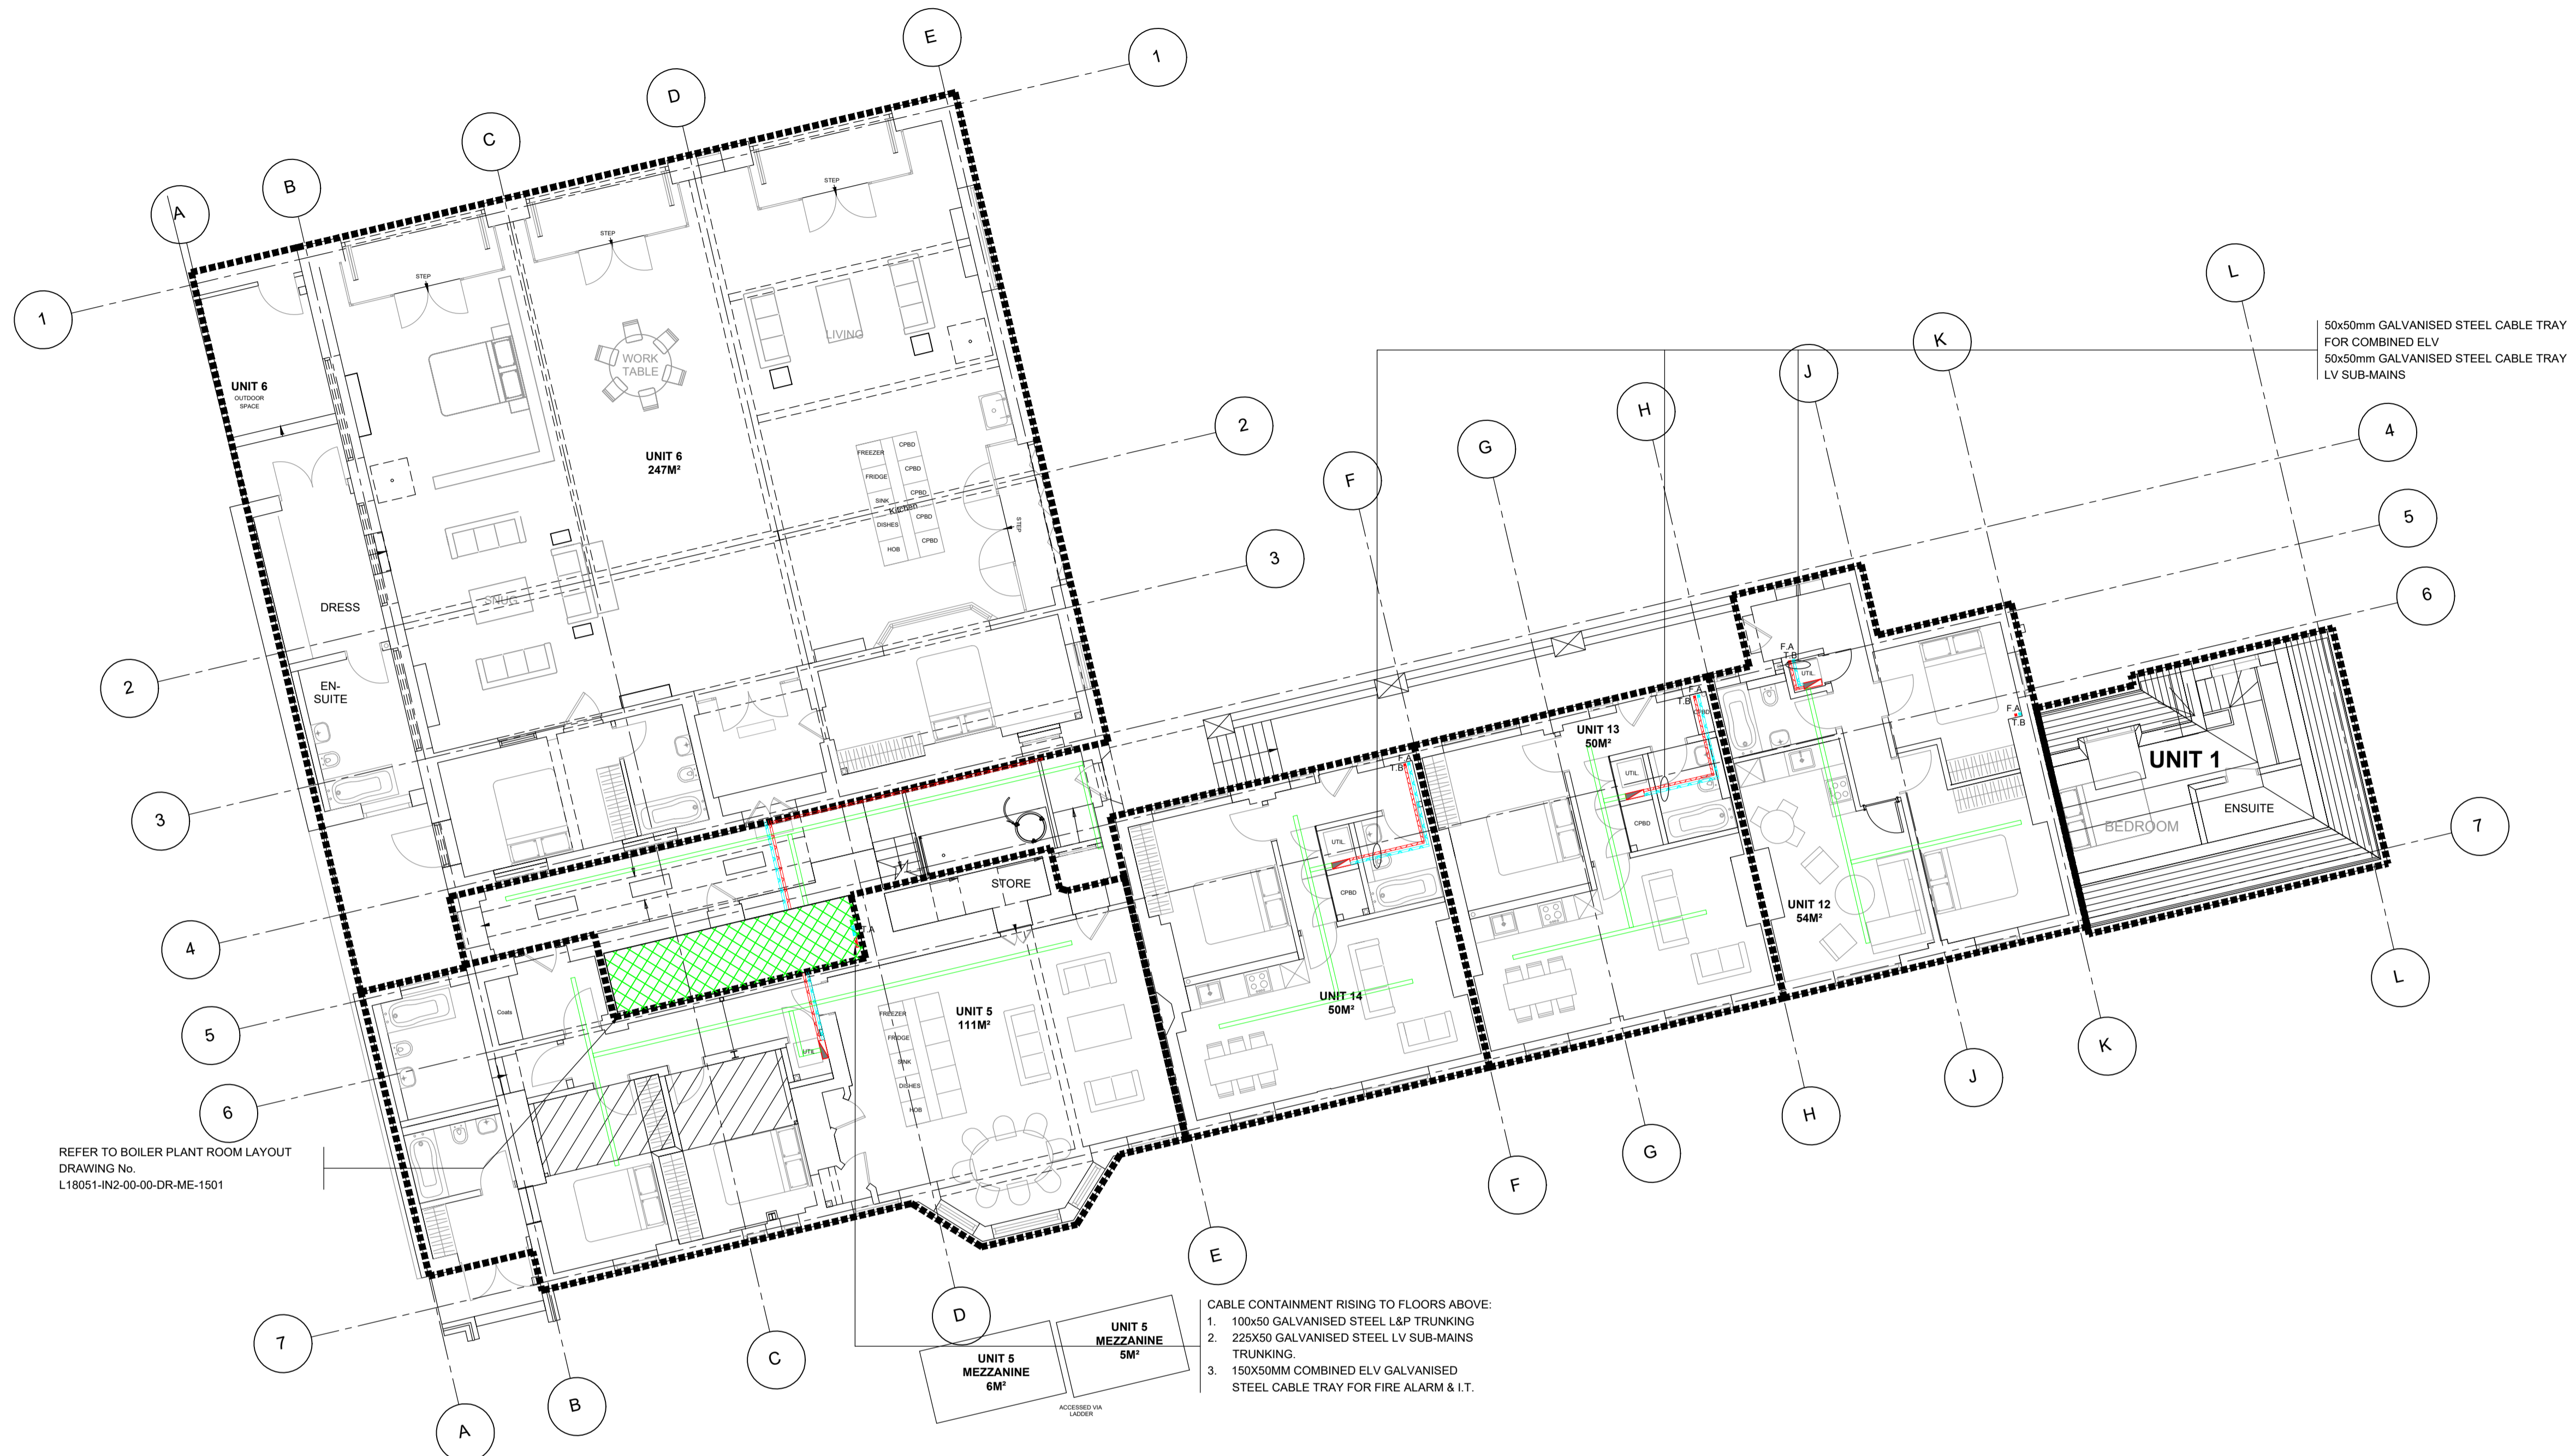 E
1
D
C
B
A
1
STEP
STEP
STEP
L
50x50mm GALVANISED STEEL CABLE TRAY
FOR COMBINED ELV
50x50mm GALVANISED STEEL CABLE TRAY
LV SUB-MAINS
LIVING
WORK
TABLE
K
J
UNIT 6
OUTDOOR
SPACE
H
2
4
G
UNIT 6
247M²
FREEZER
FRIDGE
SINK
DISHES
HOB
CPBD
CPBD
CPBD
CPBD
CPBD
Kitchen
STEP
F
5
3
6
SNUG
DRESS
EN-
SUITE
2
F.A
T.B
UTIL
F.A
T.B
CPBD
F.A
T.B
UNIT 13
50M²
UTIL
CPBD
UNIT 1
ENSUITE
BEDROOM
F.A
T.B
UTIL
CPBD
3
7
4
STORE
T.A
UNIT 12
54M²
L
5
Coats
UNIT 5
111M²
FREEZER
FRIDGE
SINK
DISHES
HOB
UTIL
UNIT 14
50M²
K
J
H
G
F
6
REFER TO BOILER PLANT ROOM LAYOUT
DRAWING No.
L18051-IN2-00-00-DR-ME-1501
E
D
C
B
A
7
UNIT 5
MEZZANINE
5M²
UNIT 5
MEZZANINE
6M²
ACCESSED VIA
LADDER
CABLE CONTAINMENT RISING TO FLOORS ABOVE:
1. 100x50 GALVANISED STEEL L&P TRUNKING
2. 225X50 GALVANISED STEEL LV SUB-MAINS
TRUNKING.
3. 150X50MM COMBINED ELV GALVANISED
STEEL CABLE TRAY FOR FIRE ALARM & I.T.